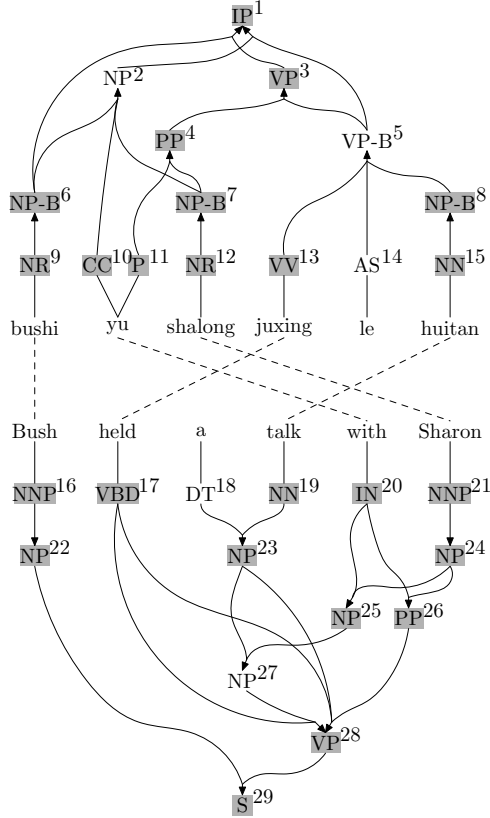 IP1
NP2 VP3
PP4 VP-B5
NP-B6 NP-B7 NP-B8
NR9 CC10 P11 NR12 VV13 AS14 NN15
bushi yu shalong juxing le huitan
Bush held a talk with Sharon
NNP16 VBD17 DT18 NN19 IN20 NNP21
NP22 NP23 NP24
NP25 PP26
NP27
VP28
S29